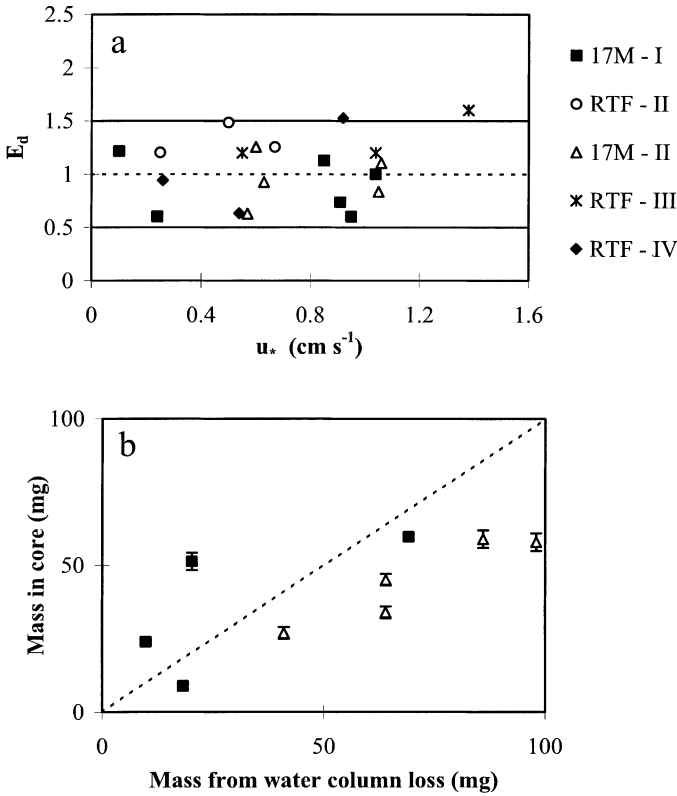 a
2.5
2
1.5
1
0.5
0
E_d
0 0.4 0.8 1.2 1.6
u* (cm s⁻¹)
17M - I
RTF - II
17M - II
RTF - III
RTF - IV
b
100
50
0
Mass in core (mg)
0 50 100
Mass from water column loss (mg)